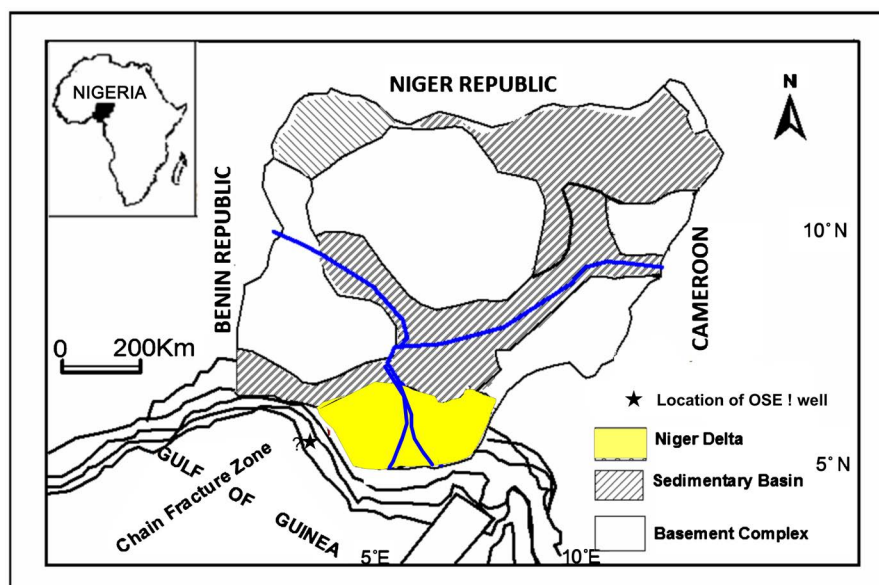 NIGERIA
NIGER REPUBLIC
N
BENIN REPUBLIC
10°N
CAMEROON
0 200Km
Location of OSE ! well
Niger Delta
?
5°N
Sedimentary Basin
GULF
OF
GUINEA
Chain Fracture Zone
Basement Complex
5°E
10°E